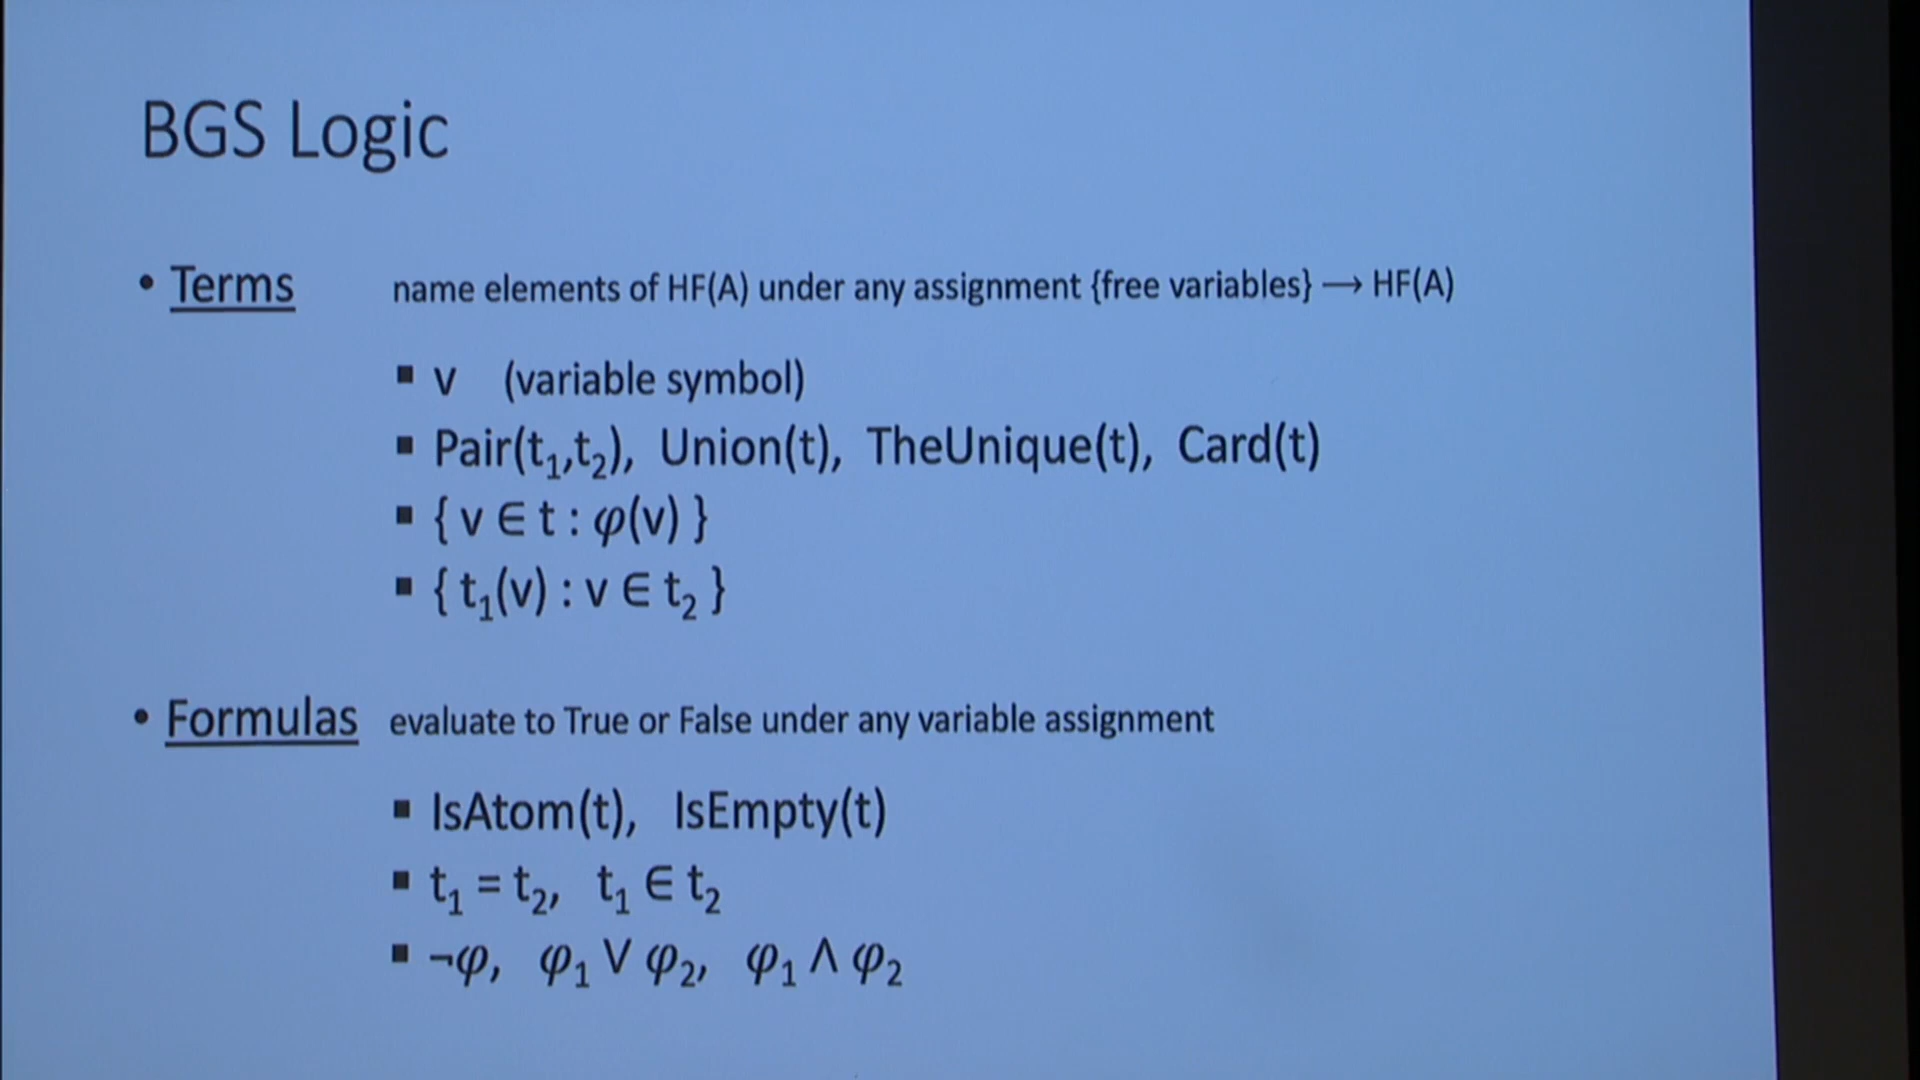 BGS Logic
• Terms name elements of HF(A) under any assignment {free variables} ⟶ HF(A)
▪ v (variable symbol)
▪ Pair(t₁,t₂), Union(t), TheUnique(t), Card(t)
▪ { v ∈ t : φ(v) }
▪ { t₁(v) : v ∈ t₂ }
• Formulas evaluate to True or False under any variable assignment
▪ IsAtom(t), IsEmpty(t)
▪ t₁ = t₂, t₁ ∈ t₂
▪ ¬φ, φ₁ ∨ φ₂, φ₁ ∧ φ₂